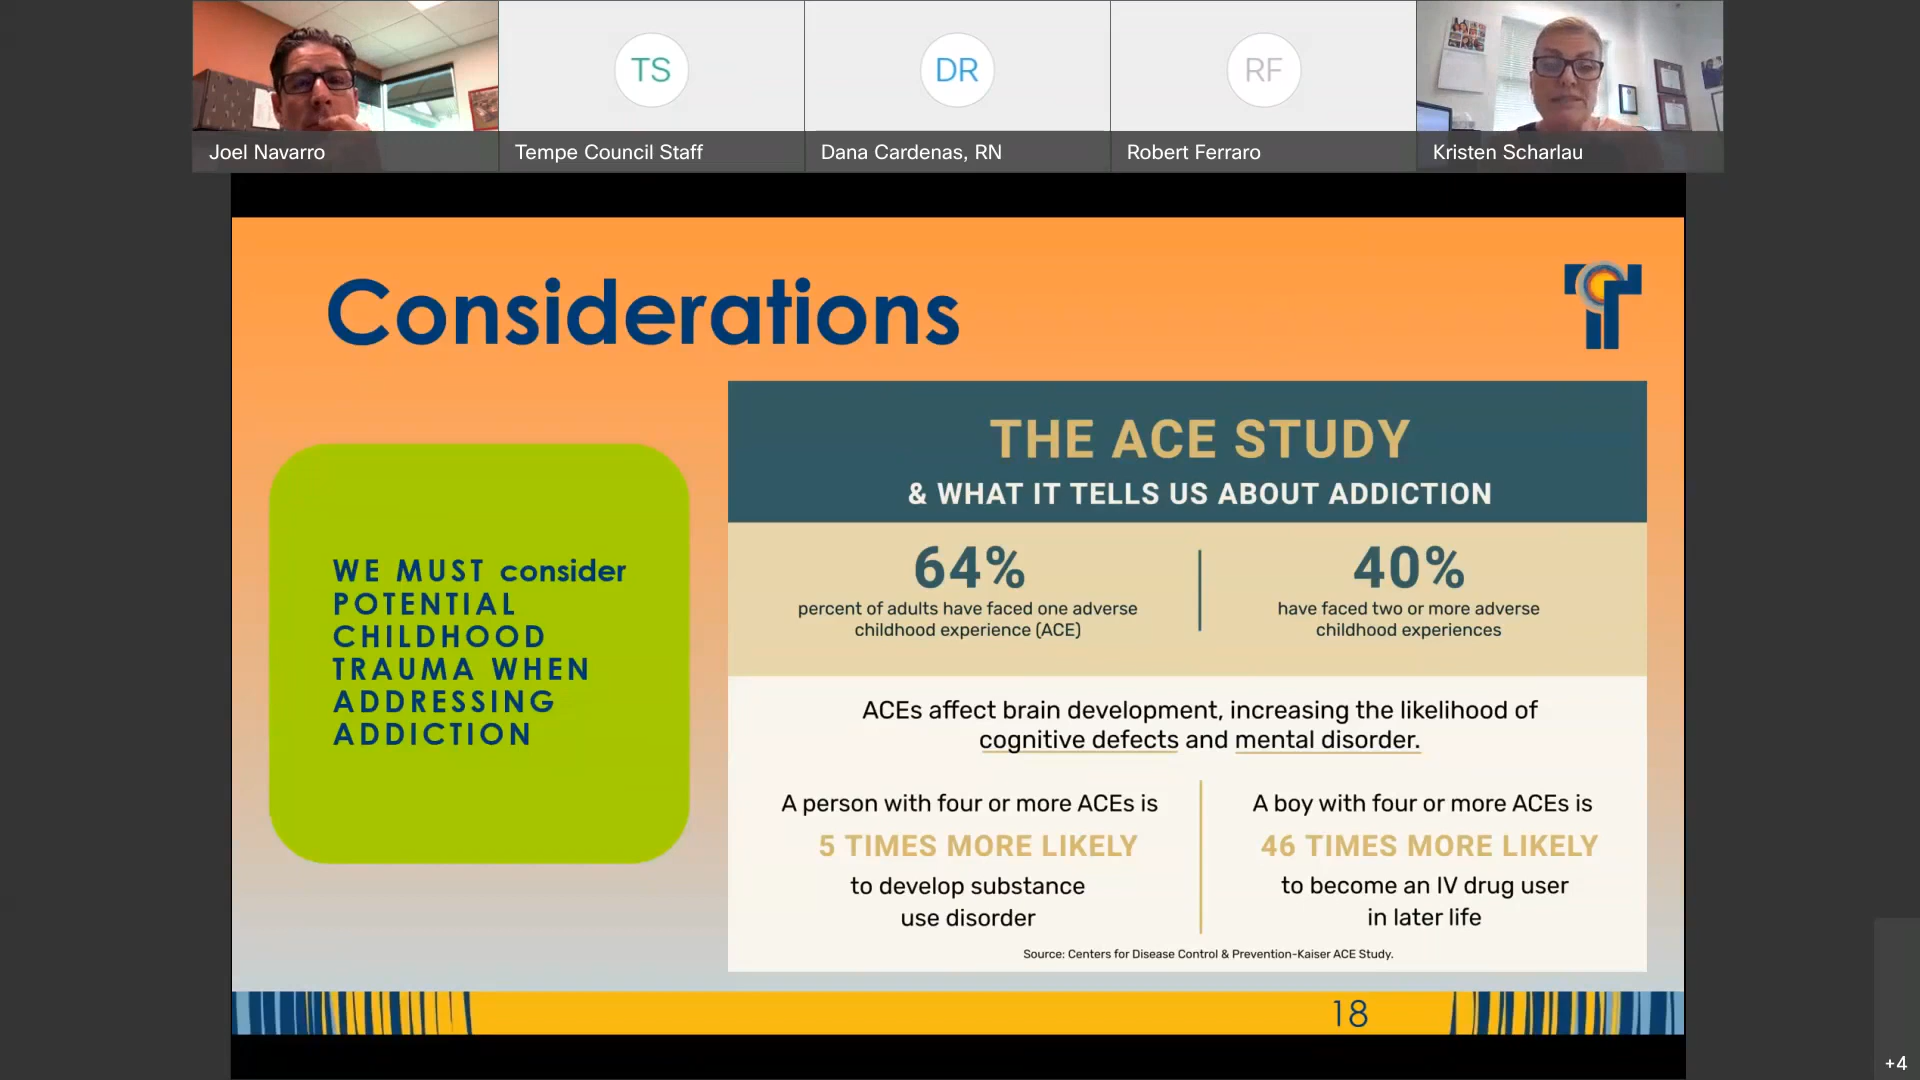 TS
DR
RF
Joel Navarro
Tempe Council Staff
Dana Cardenas, RN
Robert Ferraro
Kristen Scharlau
Considerations
WE MUST consider
POTENTIAL
CHILDHOOD
TRAUMA WHEN
ADDRESSING
ADDICTION
THE ACE STUDY
& WHAT IT TELLS US ABOUT ADDICTION
64%
percent of adults have faced one adverse
childhood experience (ACE)
40%
have faced two or more adverse
childhood experiences
ACEs affect brain development, increasing the likelihood of
cognitive defects and mental disorder.
A person with four or more ACEs is
5 TIMES MORE LIKELY
to develop substance
use disorder
A boy with four or more ACEs is
46 TIMES MORE LIKELY
to become an IV drug user
in later life
Source: Centers for Disease Control & Prevention-Kaiser ACE Study.
18
+4